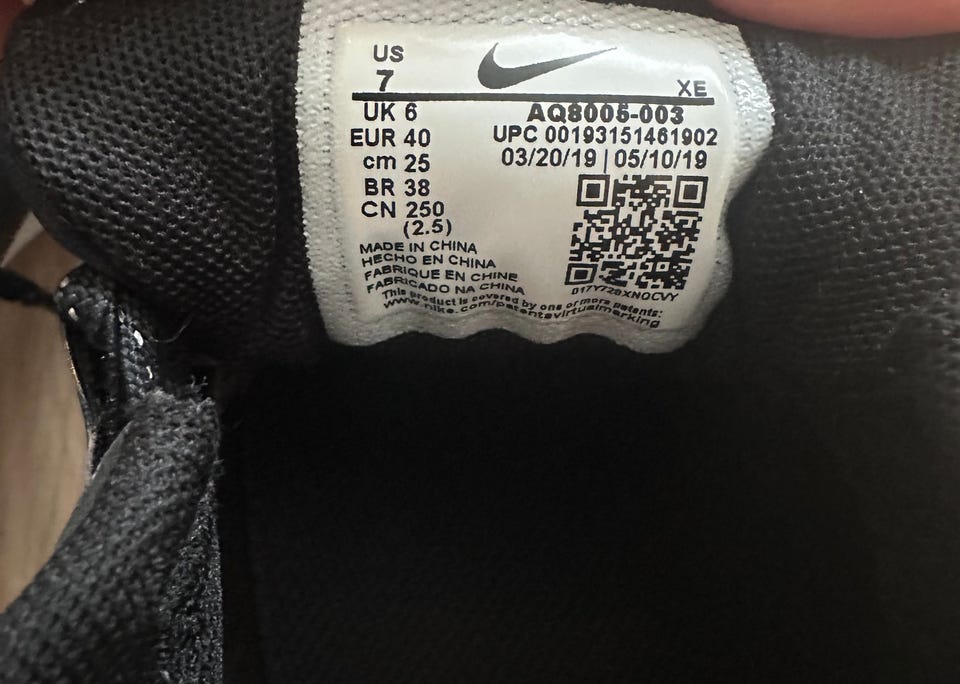 US
7
XE
UK 6
EUR 40
cm 25
BR 38
CN 250
(2.5)
AQ8005-003
UPC 00193151461902
03/20/19 | 05/10/19
MADE IN CHINA
HECHO EN CHINA
FABRIQUE EN CHINE
FABRICADO NA CHINA
This product is covered by one or more patents:
www.nike.com/patentsvirtualmarking
017Y720XN0CVY